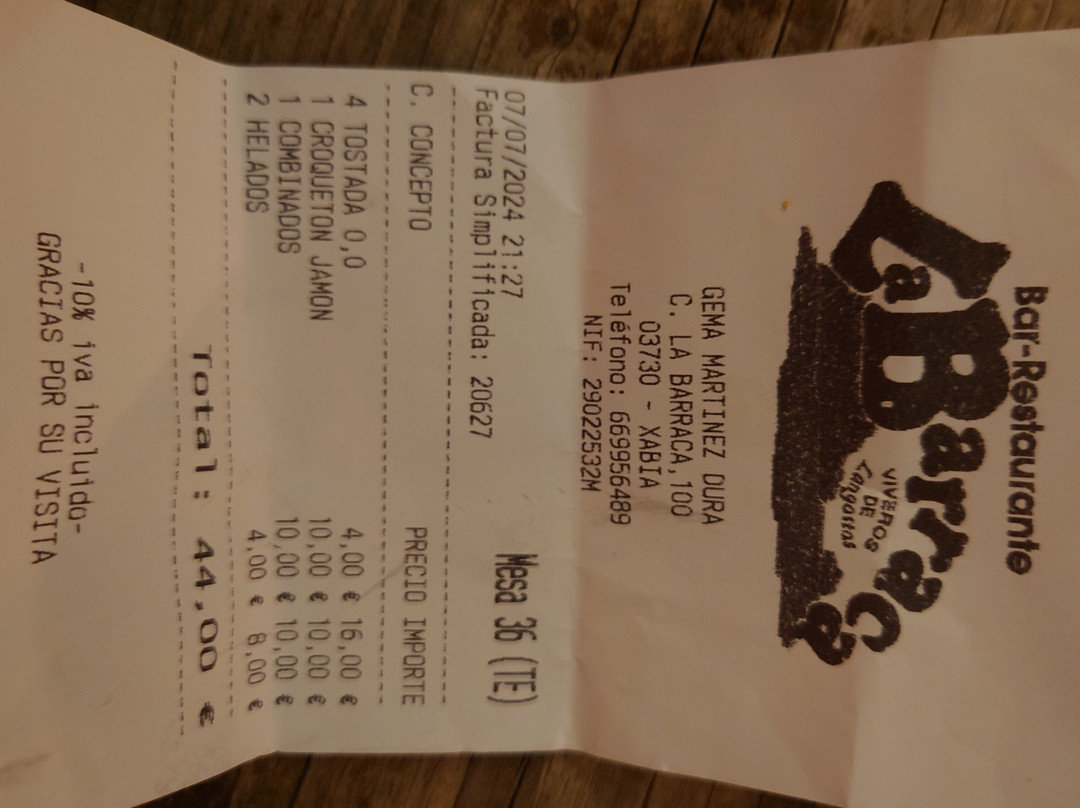 Bar-Restaurante
La Barraca
VIVEROS
DE
Langostas
GEMA MARTINEZ DURA
C. LA BARRACA,100
03730 - XABIA
Teléfono: 669956489
NIF: 29022532M
07/07/2024 21:27 Mesa 36 (TE)
Factura Simplificada: 20627
C. CONCEPTO PRECIO IMPORTE
4 TOSTADA 0,0 4,00 € 16,00 €
1 CROQUETON JAMON 10,00 € 10,00 €
1 COMBINADOS 10,00 € 10,00 €
2 HELADOS 4,00 € 8,00 €
Total: 44,00 €
-10% iva incluido-
GRACIAS POR SU VISITA